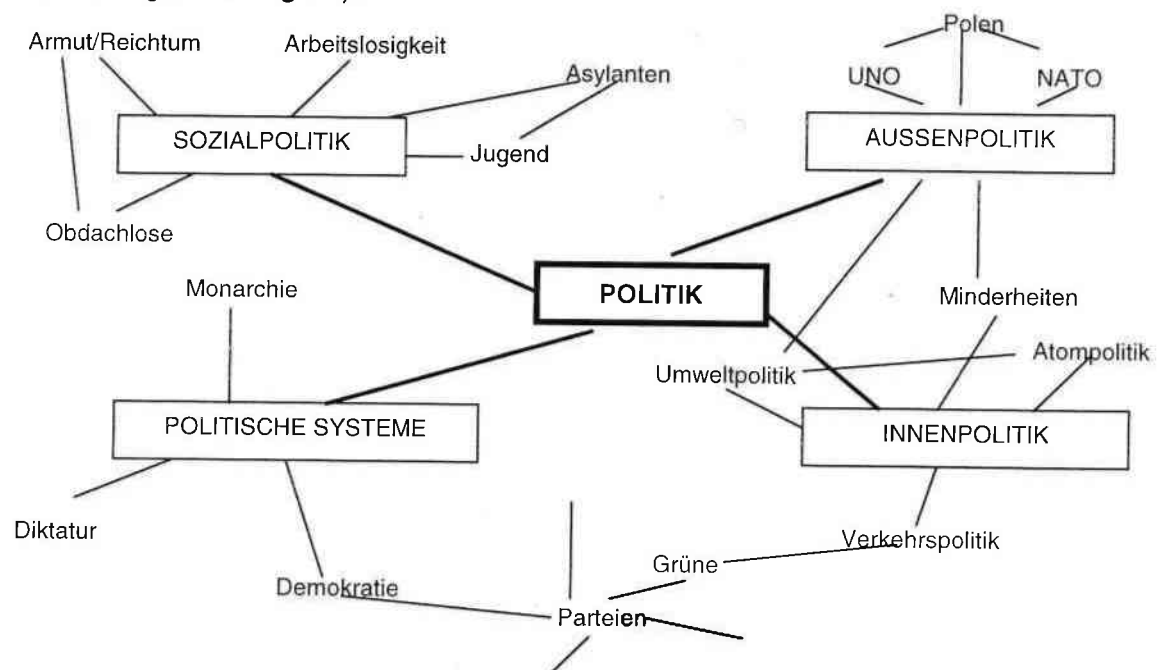 Polen
Armut/Reichtum
Arbeitslosigkeit
Asylanten
UNO
NATO
SOZIALPOLITIK
Jugend
AUSSENPOLITIK
Obdachlose
Monarchie
POLITIK
Minderheiten
Umweltpolitik
Atompolitik
POLITISCHE SYSTEME
INNENPOLITIK
Diktatur
Verkehrspolitik
Grüne
Demokratie
Parteien